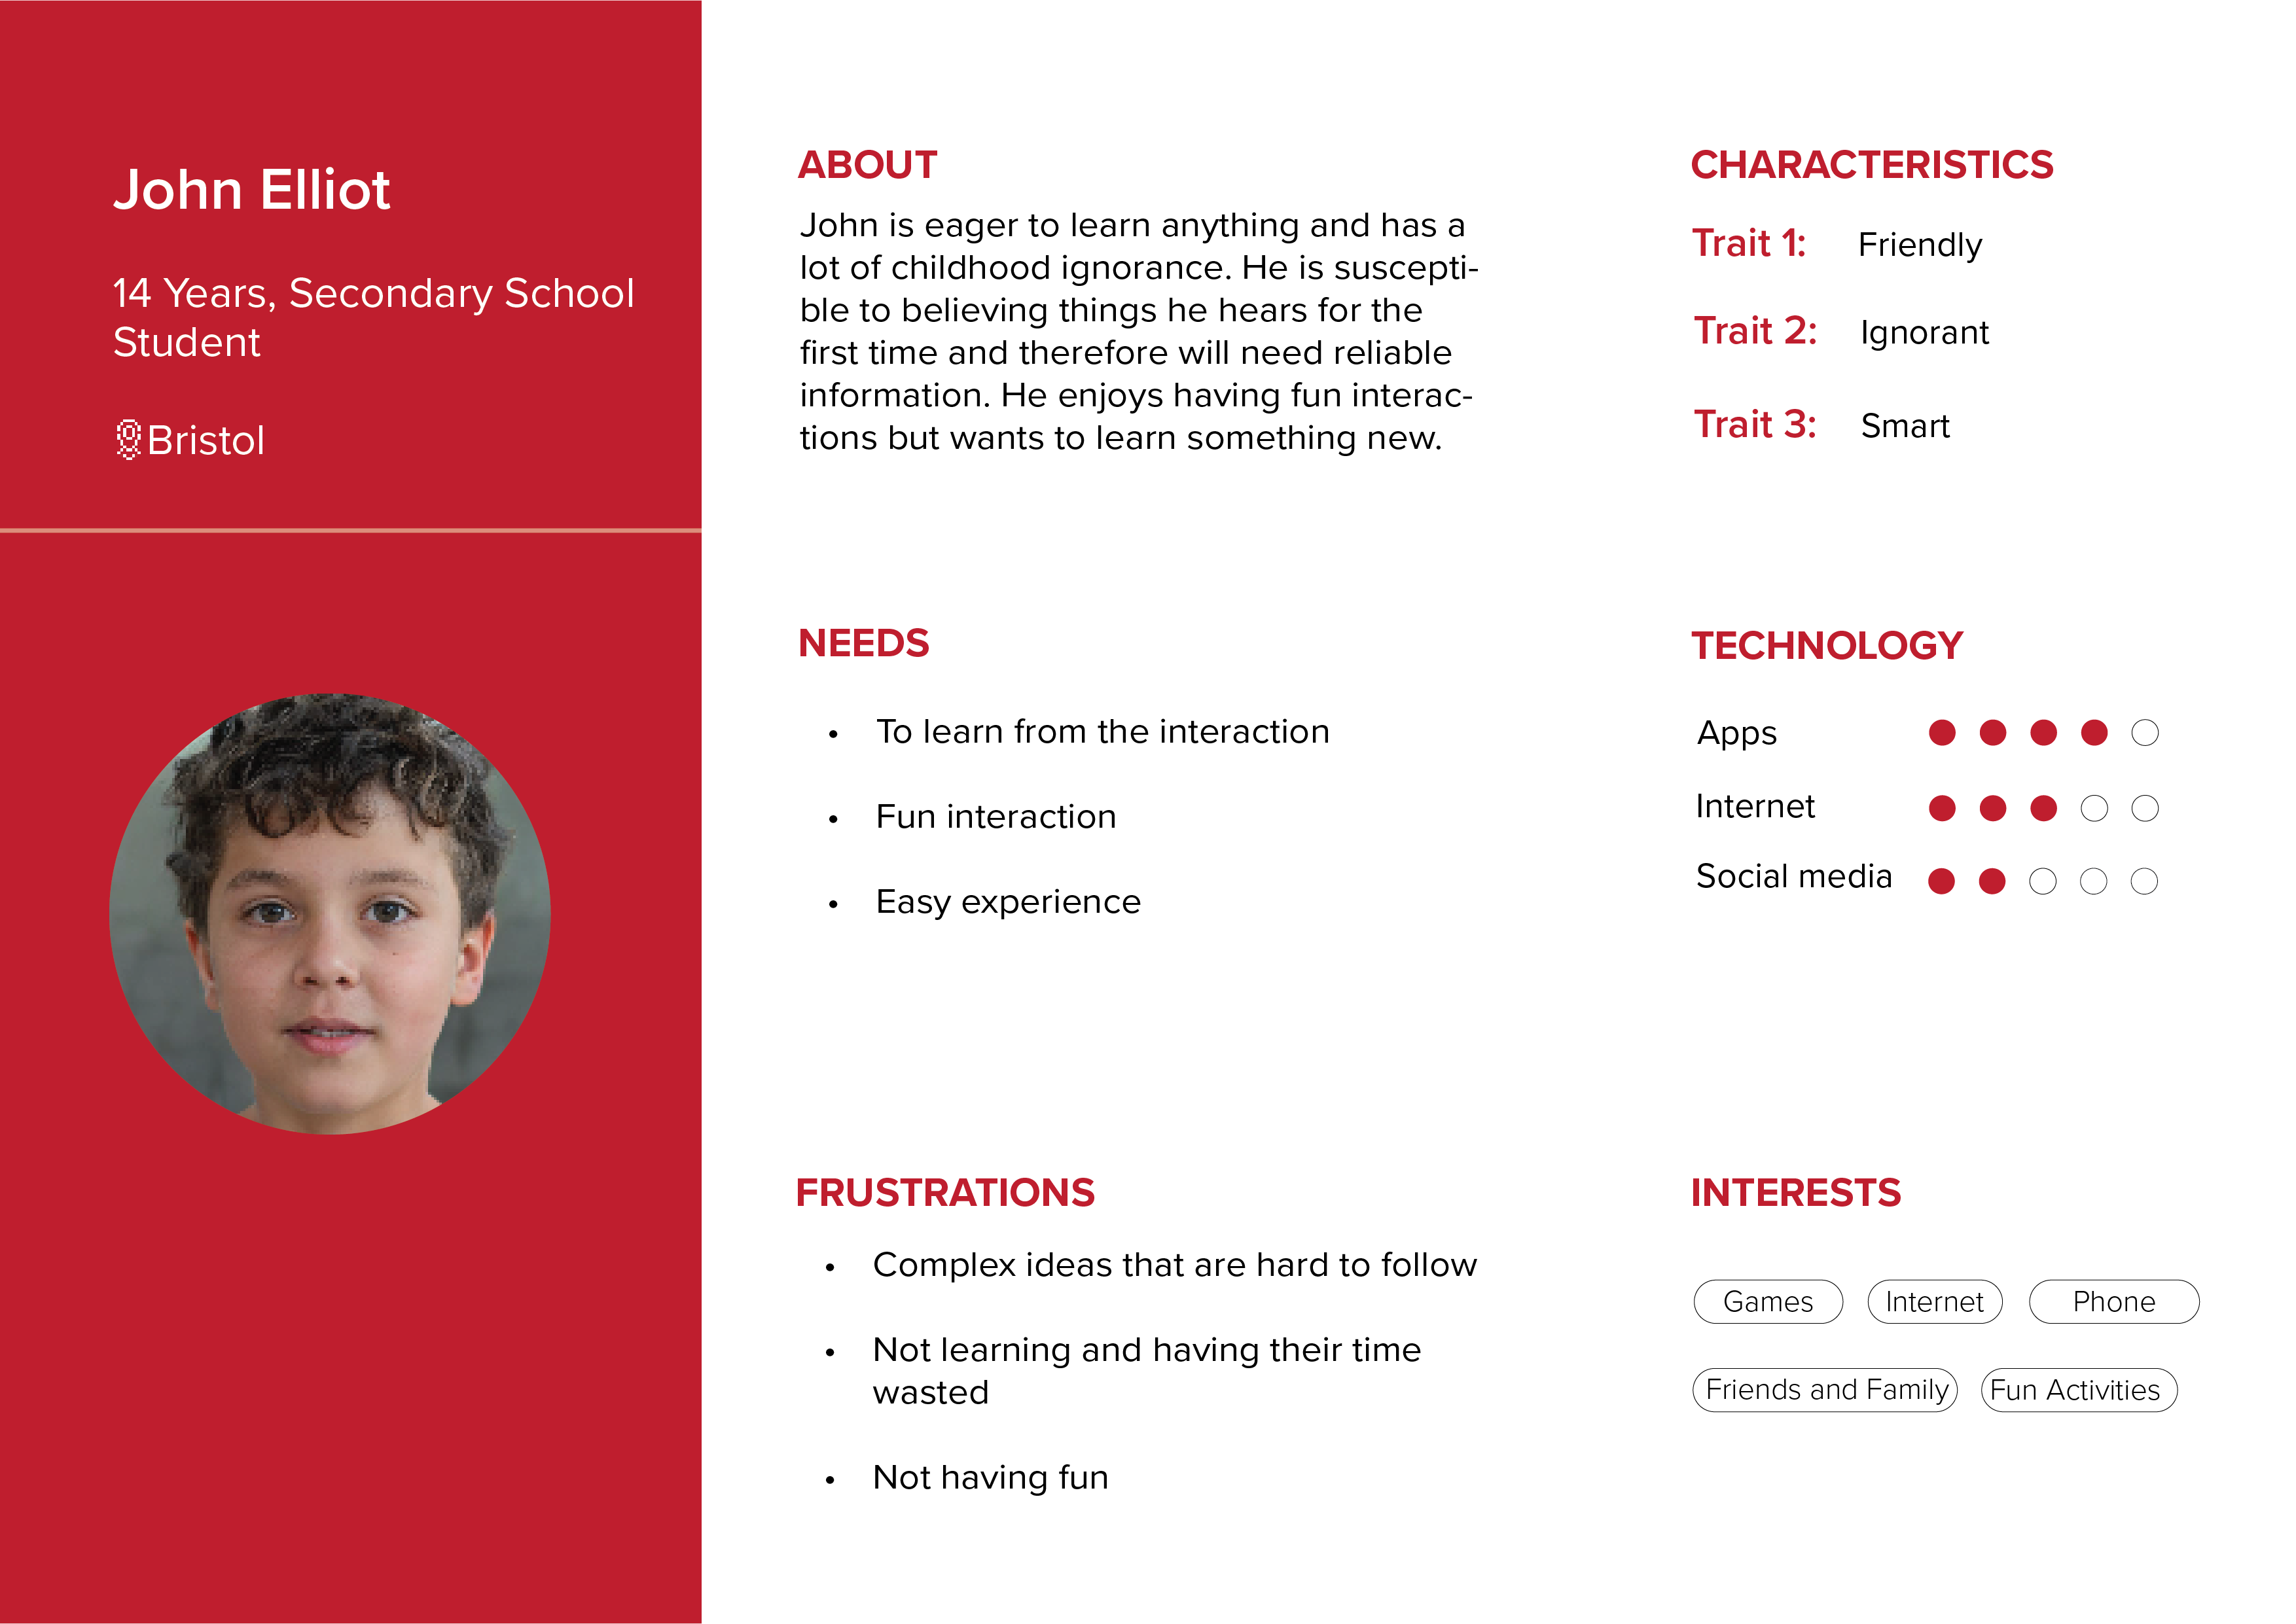 John Elliot
14 Years, Secondary School
Student
Bristol
ABOUT
John is eager to learn anything and has a
lot of childhood ignorance. He is suscepti-
ble to believing things he hears for the
first time and therefore will need reliable
information. He enjoys having fun interac-
tions but wants to learn something new.
NEEDS
• To learn from the interaction
• Fun interaction
• Easy experience
FRUSTRATIONS
• Complex ideas that are hard to follow
• Not learning and having their time
wasted
• Not having fun
CHARACTERISTICS
Trait 1: Friendly
Trait 2: Ignorant
Trait 3: Smart
TECHNOLOGY
Apps
Internet
Social media
INTERESTS
Games Internet Phone
Friends and Family Fun Activities